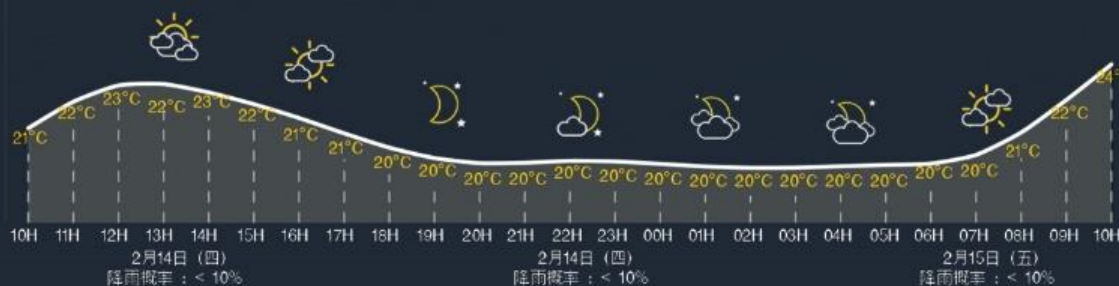 21°C 22°C 23°C 22°C 23°C 22°C 21°C 21°C 20°C 20°C 20°C 20°C 20°C 20°C 20°C 20°C 20°C 20°C 20°C 20°C 20°C 20°C 21°C 22°C 24
10H 11H 12H 13H 14H 15H 16H 17H 18H 19H 20H 21H 22H 23H 00H 01H 02H 03H 04H 05H 06H 07H 08H 09H 10H
2月14日 (四) 2月14日 (四) 2月15日 (五)
降雨概率 : < 10% 降雨概率 : < 10% 降雨概率 : < 10%